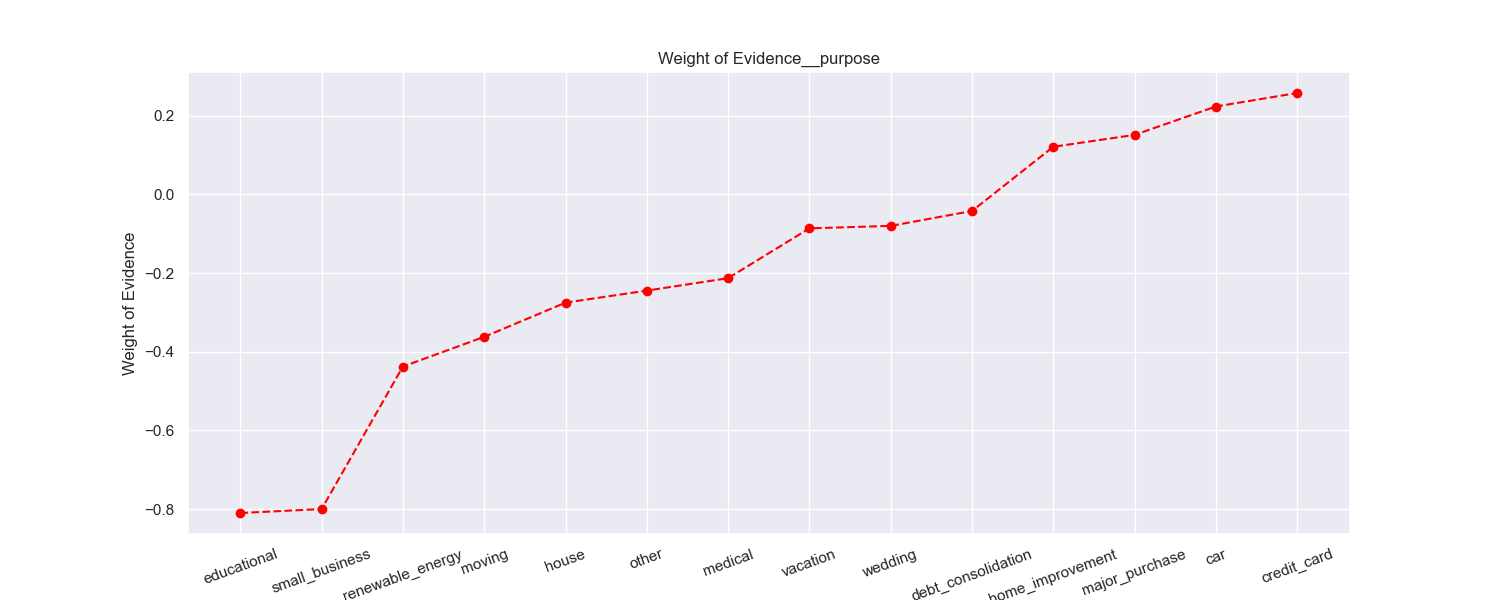 Weight of Evidence__purpose
Weight of Evidence
0.2
0.0
−0.2
−0.4
−0.6
−0.8
educational
small_business
renewable_energy
moving
house
other
medical
vacation
wedding
debt_consolidation
home_improvement
major_purchase
car
credit_card